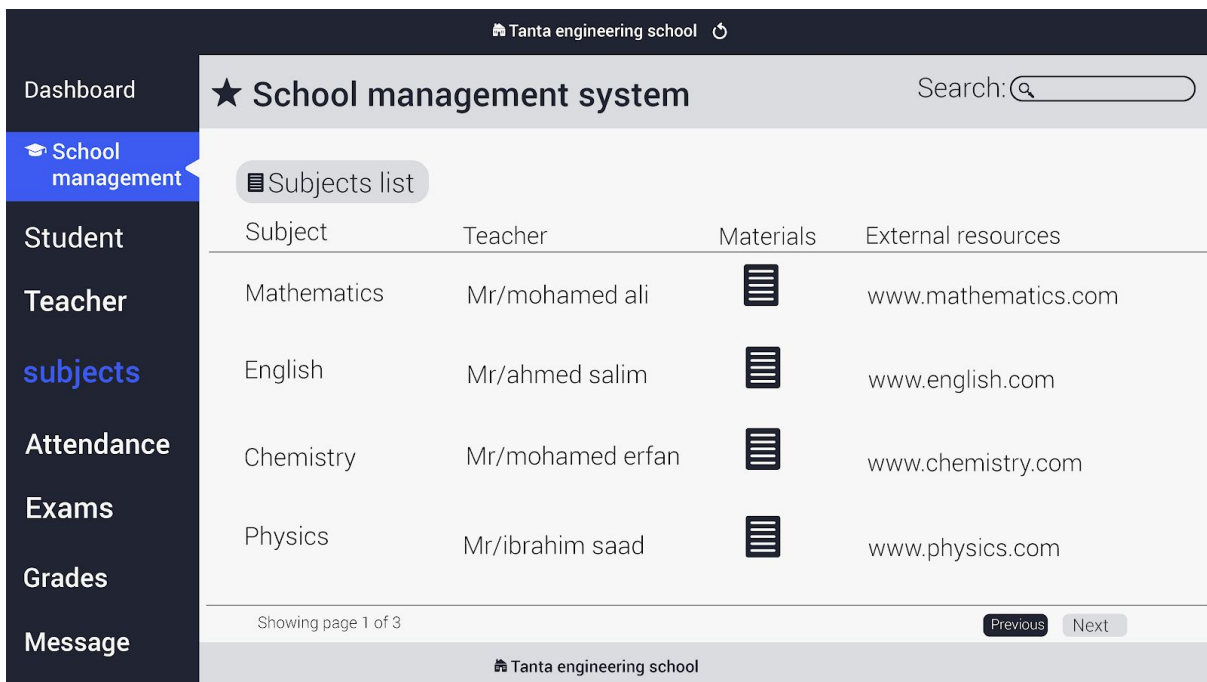 Tanta engineering school
Dashboard
School management system
Search:
School
management
Subjects list
Student
Subject Teacher Materials External resources
Teacher
Mathematics Mr/mohamed ali www.mathematics.com
subjects
English Mr/ahmed salim www.english.com
Attendance
Chemistry Mr/mohamed erfan www.chemistry.com
Exams
Physics Mr/ibrahim saad www.physics.com
Grades
Message
Showing page 1 of 3 Previous Next
Tanta engineering school